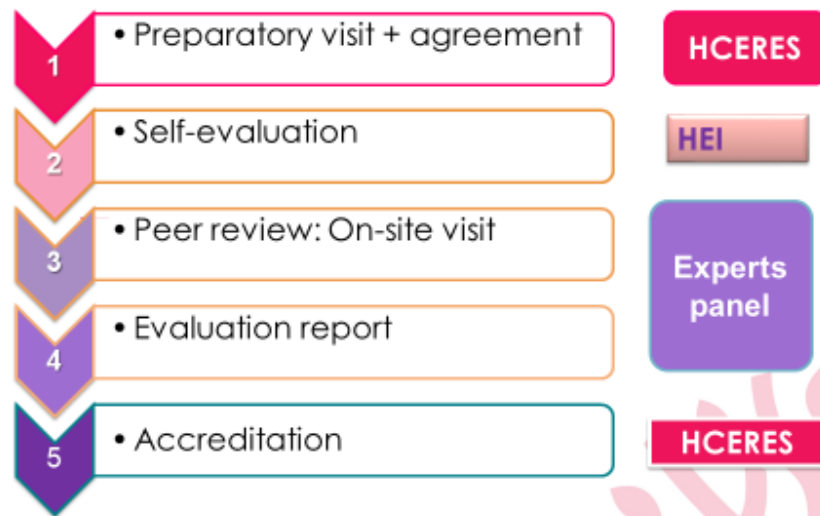 1
• Preparatory visit + agreement
HCERES
2
• Self-evaluation
HEI
3
• Peer review: On-site visit
Experts
panel
4
• Evaluation report
5
• Accreditation
HCERES